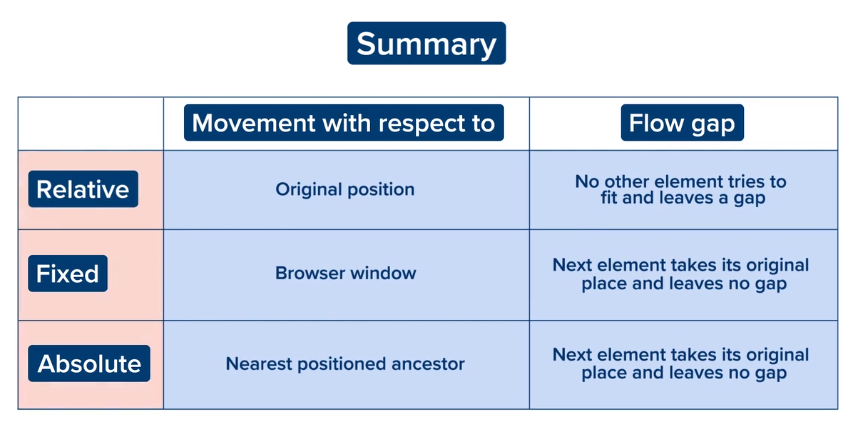 Summary
Movement with respect to
Flow gap
Relative
Original position
No other element tries to
fit and leaves a gap
Fixed
Browser window
Next element takes its original
place and leaves no gap
Absolute
Nearest positioned ancestor
Next element takes its original
place and leaves no gap